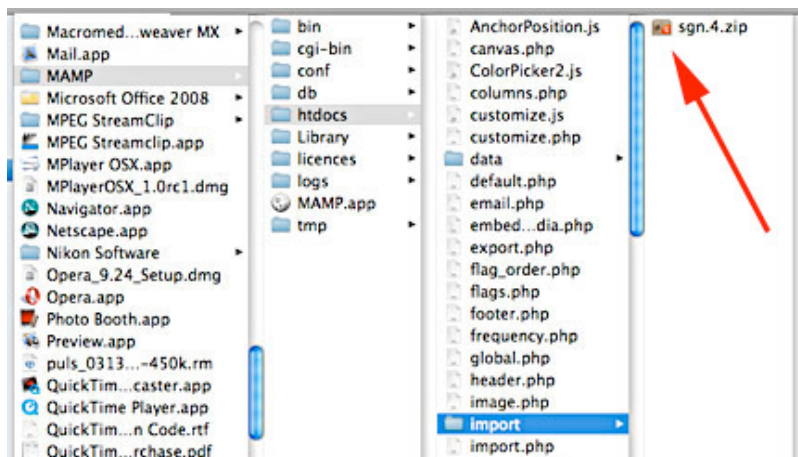 Macromed...weaver MX
Mail.app
MAMP
Microsoft Office 2008
MPEG StreamClip
MPEG Streamclip.app
MPlayer OSX.app
MPlayerOSX_1.0rc1.dmg
Navigator.app
Netscape.app
Nikon Software
Opera_9.24_Setup.dmg
Opera.app
Photo Booth.app
Preview.app
puls_0313...-450k.rm
QuickTim...caster.app
QuickTime Player.app
QuickTim...n Code.rtf
QuickTim...rchase.pdf
bin
cgi-bin
conf
db
htdocs
Library
licences
logs
MAMP.app
tmp
AnchorPosition.js
canvas.php
ColorPicker2.js
columns.php
customize.js
customize.php
data
default.php
email.php
embed...dia.php
export.php
flag_order.php
flags.php
footer.php
frequency.php
global.php
header.php
image.php
import
import.php
sgn.4.zip